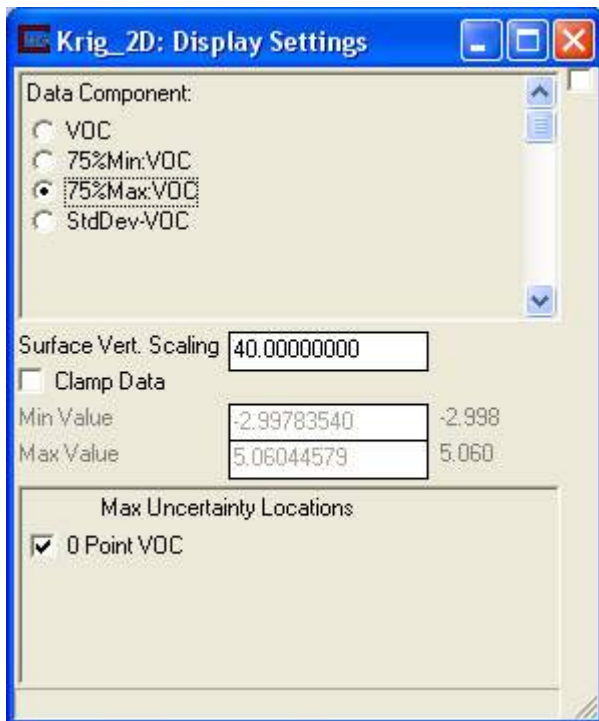 Krig_2D: Display Settings
Data Component:
VOC
75%Min:VOC
75%Max:VOC
StdDev-VOC
Surface Vert. Scaling 40.00000000
Clamp Data
Min Value -2.99783540 -2.998
Max Value 5.06044579 5.060
Max Uncertainty Locations
0 Point VOC